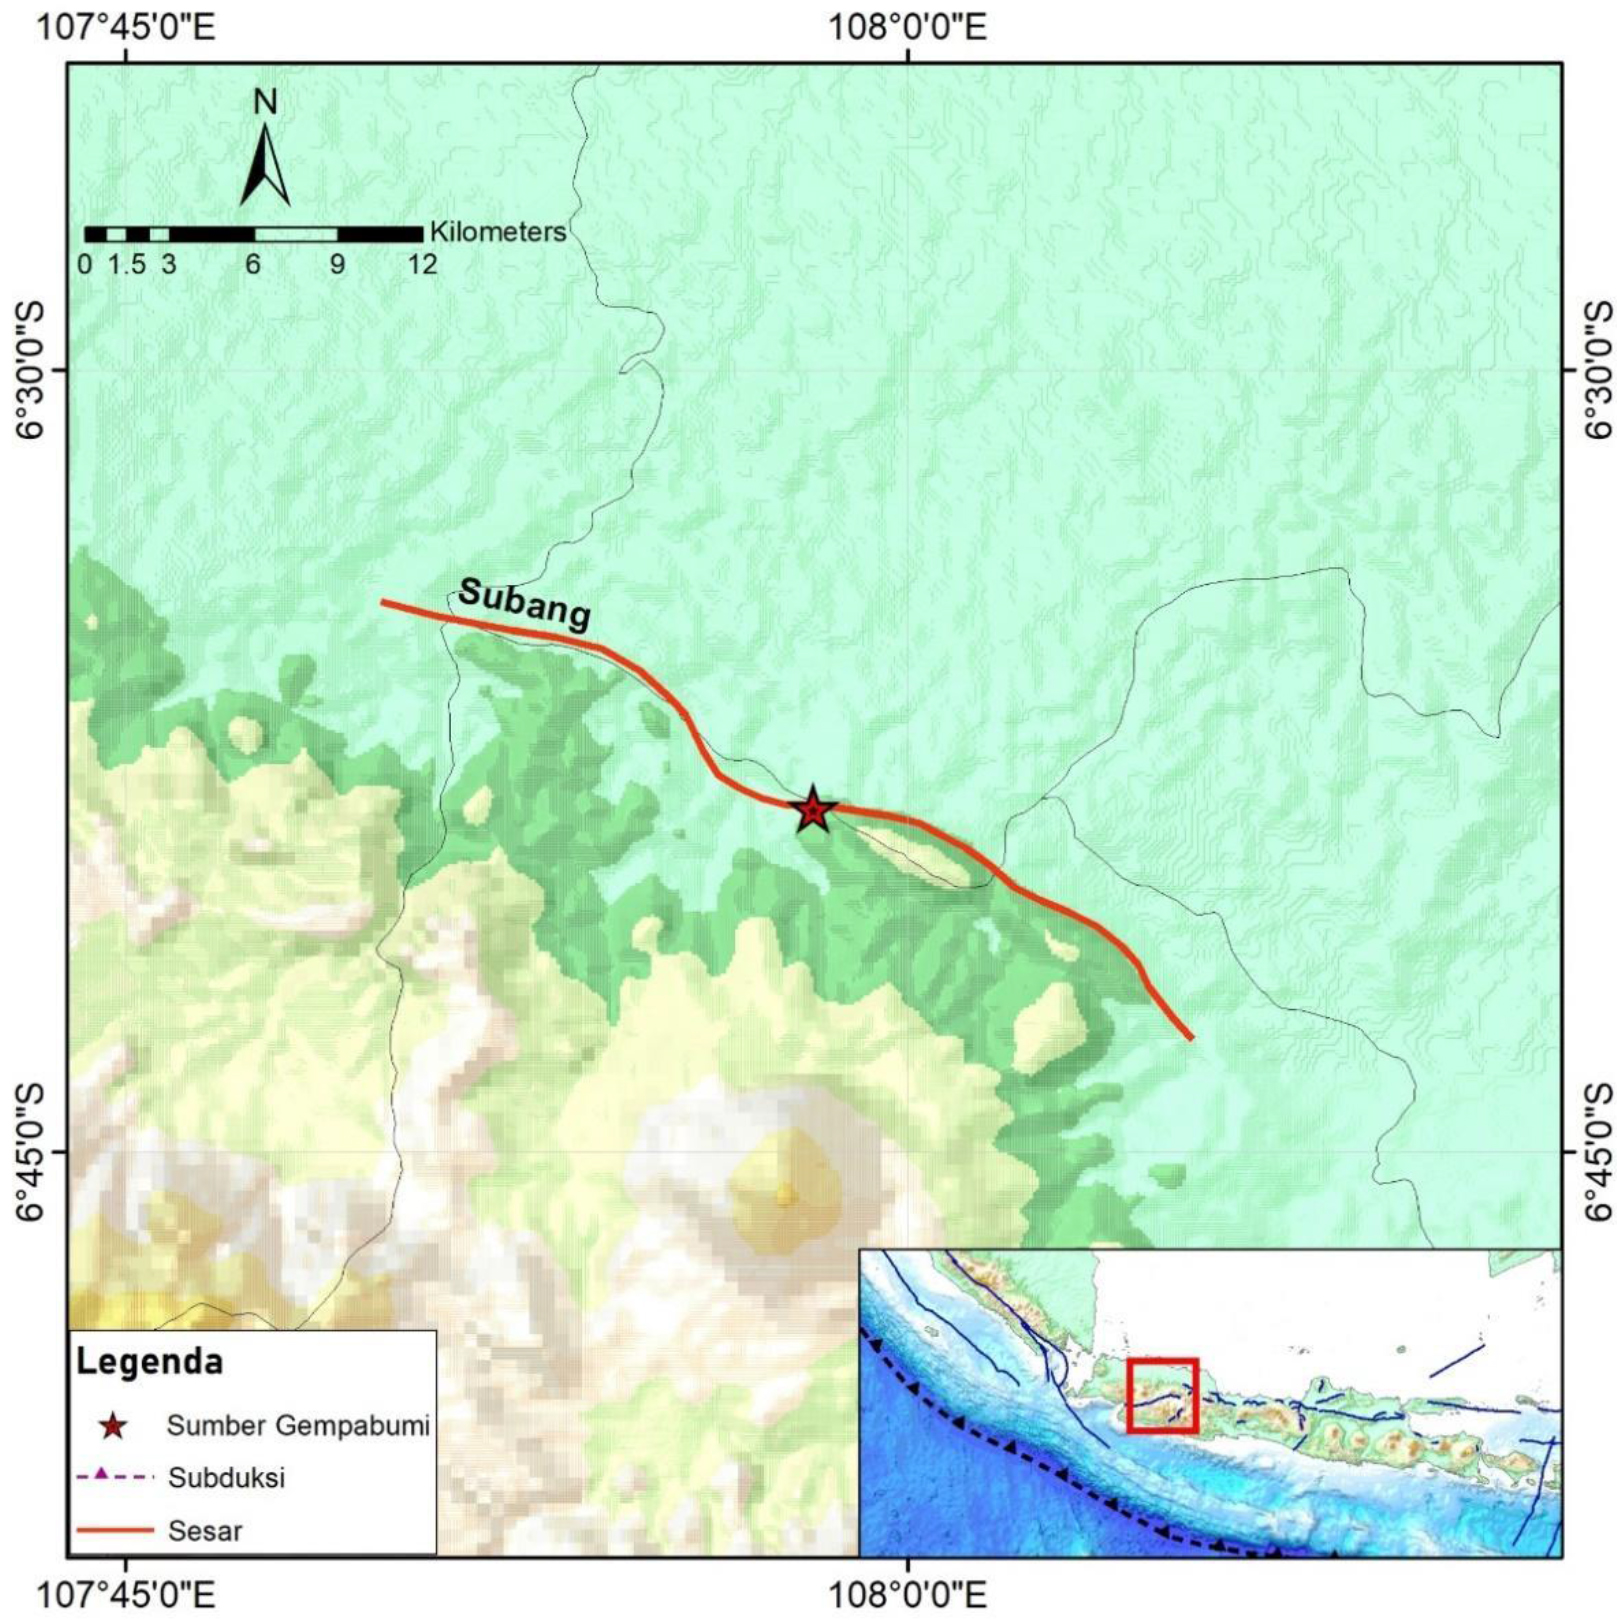 107°45'0"E 108°0'0"E
N
Kilometers
0 1.5 3 6 9 12
6°30'0"S 6°30'0"S
Subang
6°45'0"S 6°45'0"S
Legenda
Sumber Gempabumi
Subduksi
Sesar
107°45'0"E 108°0'0"E